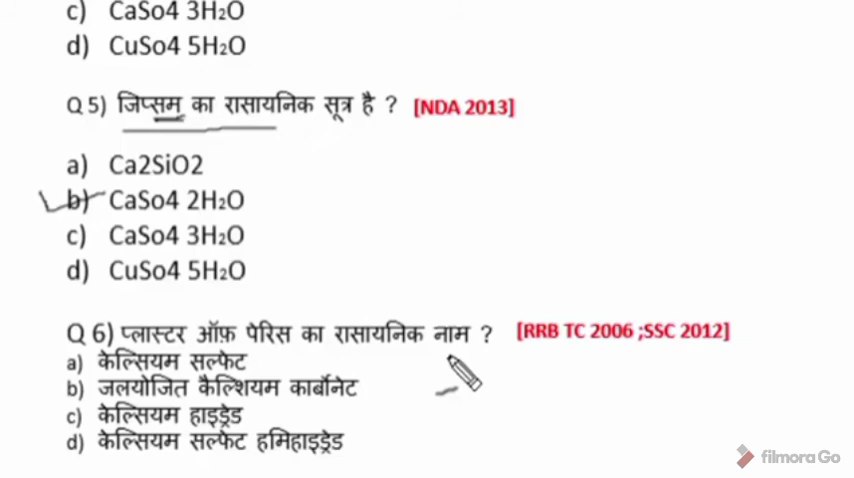 c) CaSo4 3H₂O
d) CuSo4 5H₂O
Q 5) जिप्सम का रासायनिक सूत्र है ? [NDA 2013]
a) Ca2SiO2
b) CaSo4 2H₂O
c) CaSo4 3H₂O
d) CuSo4 5H₂O
Q 6) प्लास्टर ऑफ़ पेरिस का रासायनिक नाम ? [RRB TC 2006 ;SSC 2012]
a) केल्सियम सल्फेट
b) जलयोजित कैल्शियम कार्बोनेट
c) केल्सियम हाइड्रेड
d) केल्सियम सल्फेट हमिहाइड्रेड
filmora Go